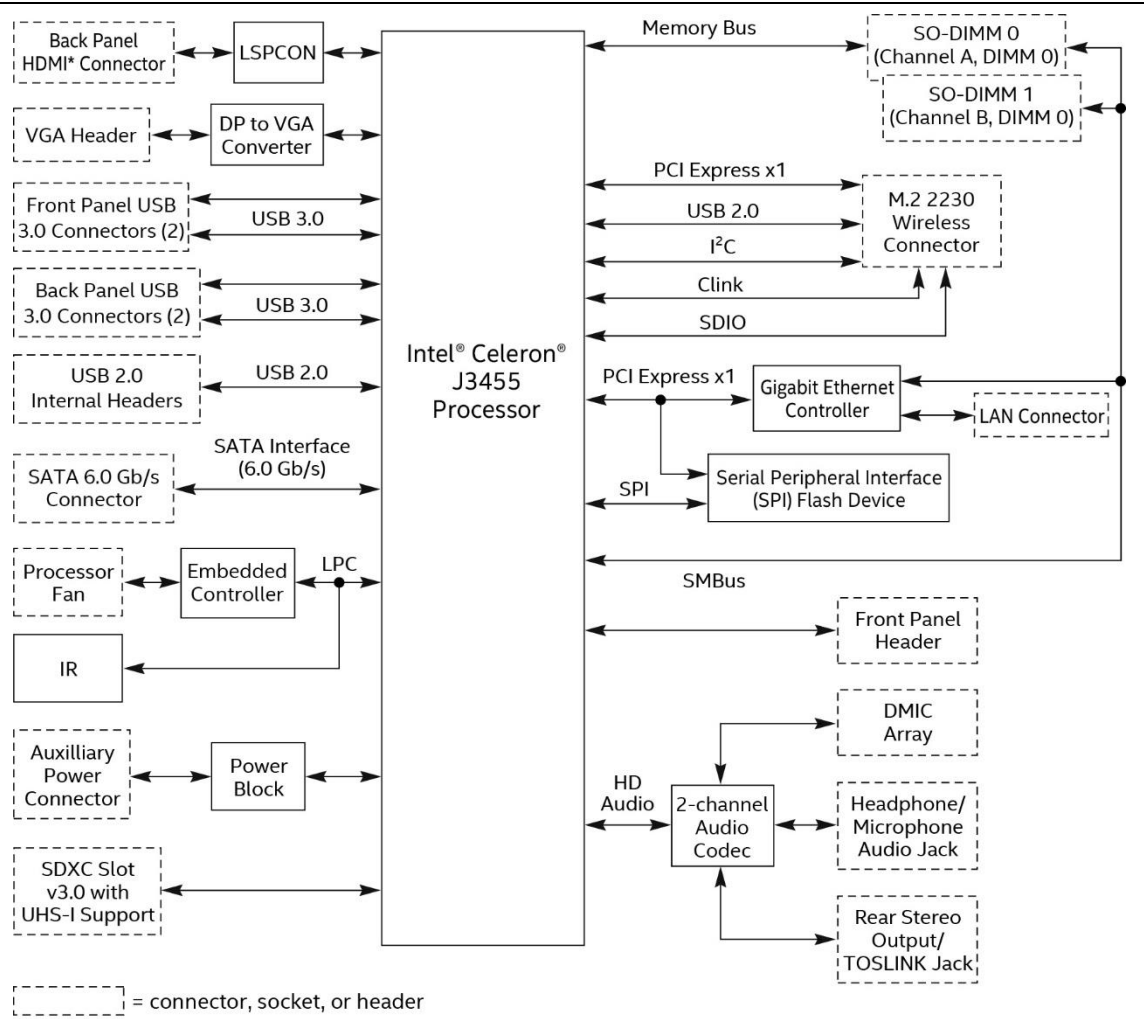 Back Panel
HDMI* Connector
LSPCON
VGA Header
DP to VGA
Converter
Front Panel USB
3.0 Connectors (2)
USB 3.0
Back Panel USB
3.0 Connectors (2)
USB 3.0
USB 2.0
Internal Headers
USB 2.0
SATA 6.0 Gb/s
Connector
SATA Interface
(6.0 Gb/s)
Processor
Fan
Embedded
Controller
LPC
IR
Auxilliary
Power
Connector
Power
Block
SDXC Slot
v3.0 with
UHS-I Support
Intel® Celeron®
J3455
Processor
Memory Bus
SO-DIMM 0
(Channel A, DIMM 0)
SO-DIMM 1
(Channel B, DIMM 0)
PCI Express x1
USB 2.0
I²C
Clink
SDIO
M.2 2230
Wireless
Connector
PCI Express x1
Gigabit Ethernet
Controller
LAN Connector
SPI
Serial Peripheral Interface
(SPI) Flash Device
SMBus
Front Panel
Header
DMIC
Array
HD
Audio
2-channel
Audio
Codec
Headphone/
Microphone
Audio Jack
Rear Stereo
Output/
TOSLINK Jack
= connector, socket, or header